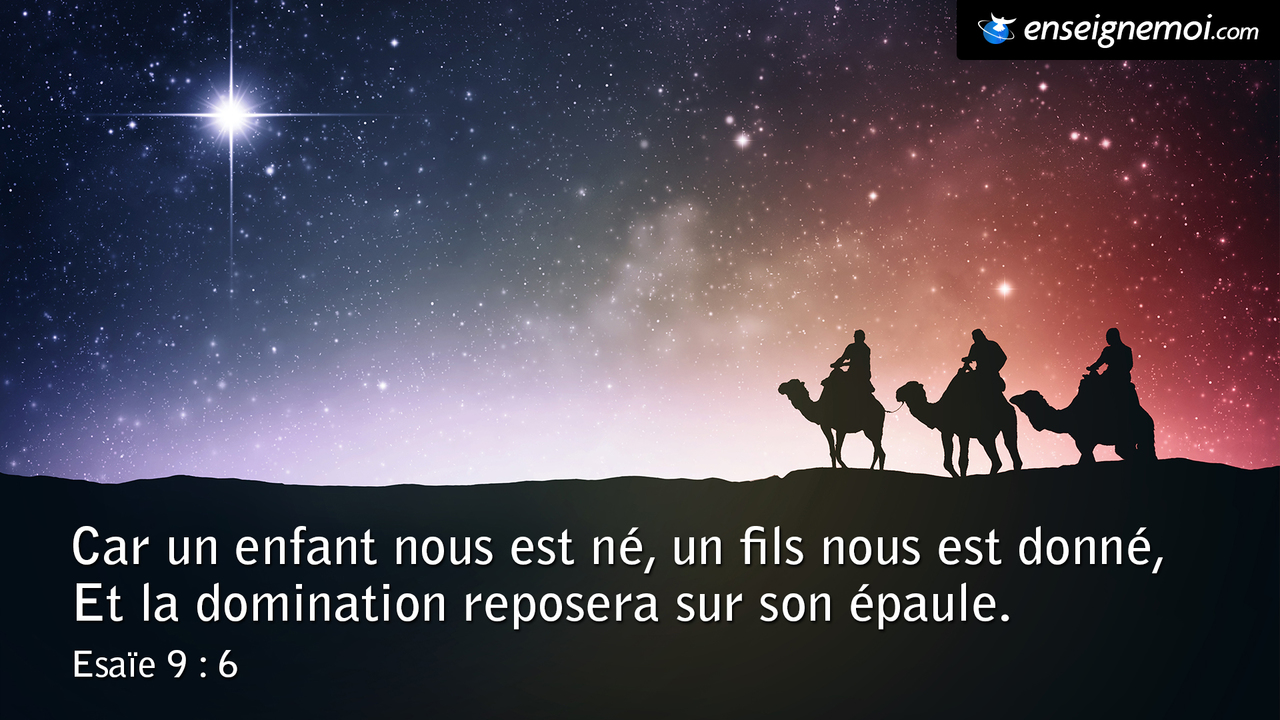 enseignemoi.com
Car un enfant nous est né, un fils nous est donné,
Et la domination reposera sur son épaule.
Esaïe 9 : 6